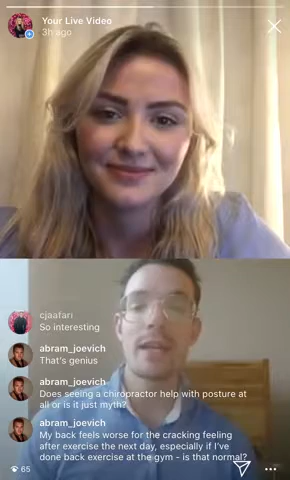 Your Live Video
3h ago
cjaafari
So interesting
abram_joevich
That's genius
abram_joevich
Does seeing a chiropractor help with posture at
all or is it just myth?
abram_joevich
My back feels worse for the cracking feeling
after exercise the next day, especially if I've
done back exercise at the gym - is that normal?
65